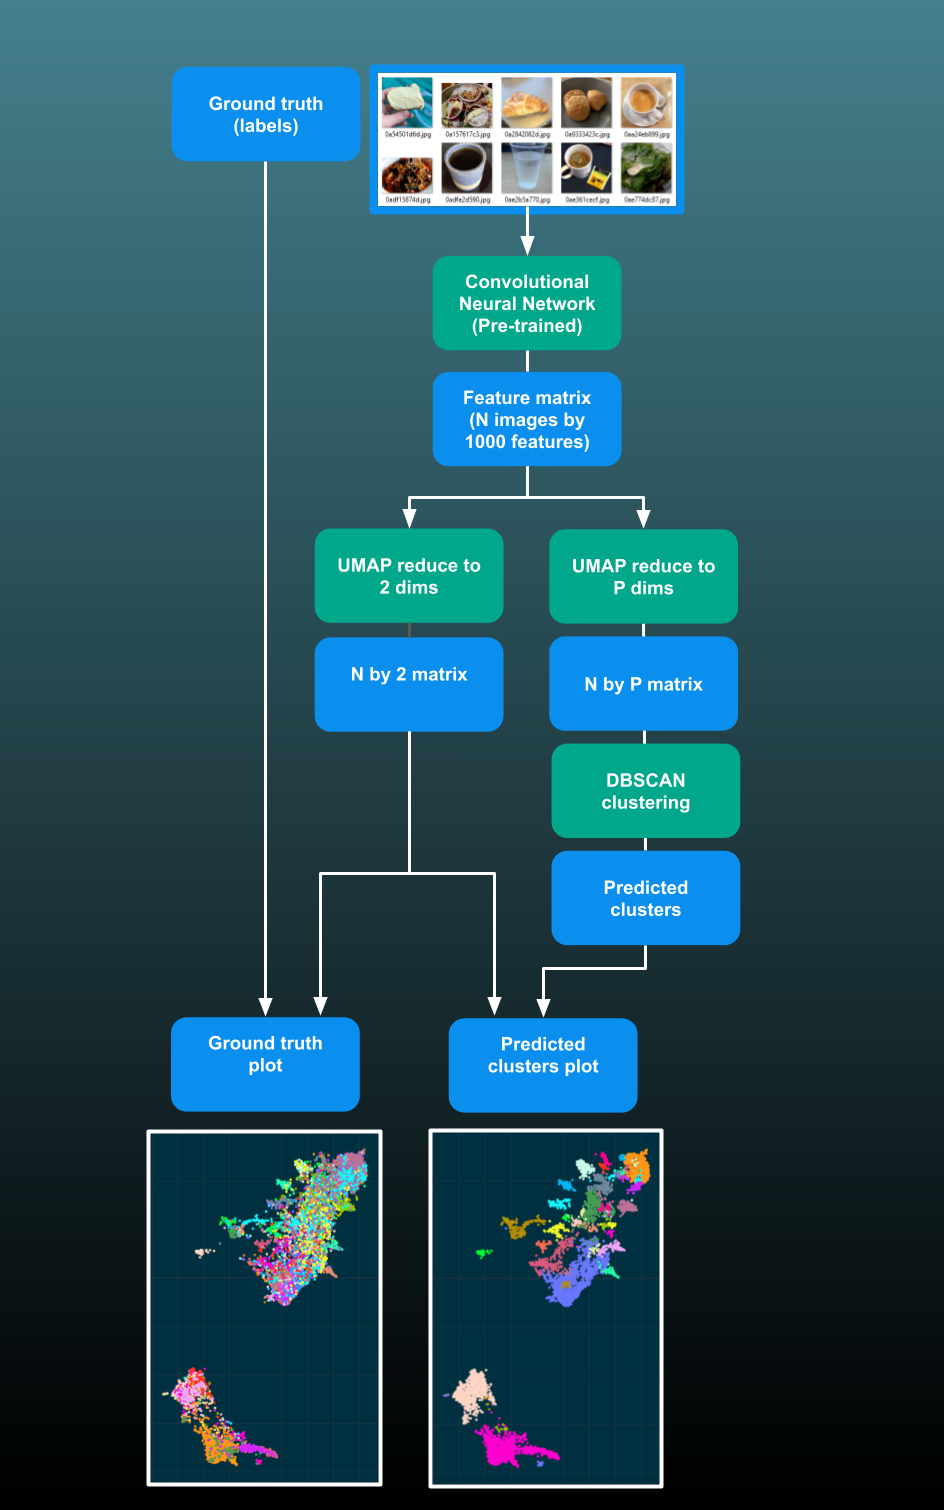 Ground truth
(labels)
0a54501d6d.jpg 0a157617c3.jpg 0a2842082d.jpg 0a9333423c.jpg 0aa24eb899.jpg
0adf15874d.jpg 0adfe2d590.jpg 0ae2b5a770.jpg 0ae361cecf.jpg 0ae774dc87.jpg
Convolutional
Neural Network
(Pre-trained)
Feature matrix
(N images by
1000 features)
UMAP reduce to
2 dims
UMAP reduce to
P dims
N by 2 matrix
N by P matrix
DBSCAN
clustering
Predicted
clusters
Ground truth
plot
Predicted
clusters plot